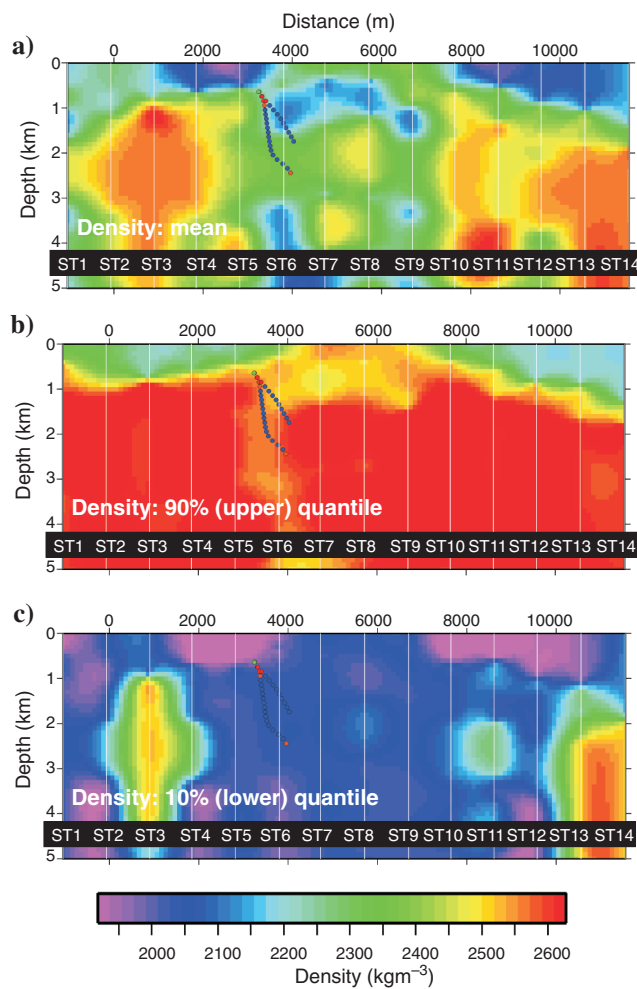 Distance (m)
a)
0 2000 4000 6000 8000 10000
0
1
2
3
4
5
Depth (km)
Density: mean
ST1 ST2 ST3 ST4 ST5 ST6 ST7 ST8 ST9 ST10 ST11 ST12 ST13 ST14
b)
0 2000 4000 6000 8000 10000
0
1
2
3
4
5
Depth (km)
Density: 90% (upper) quantile
ST1 ST2 ST3 ST4 ST5 ST6 ST7 ST8 ST9 ST10 ST11 ST12 ST13 ST14
c)
0 2000 4000 6000 8000 10000
0
1
2
3
4
5
Depth (km)
Density: 10% (lower) quantile
ST1 ST2 ST3 ST4 ST5 ST6 ST7 ST8 ST9 ST10 ST11 ST12 ST13 ST14
2000 2100 2200 2300 2400 2500 2600
Density (kgm⁻³)